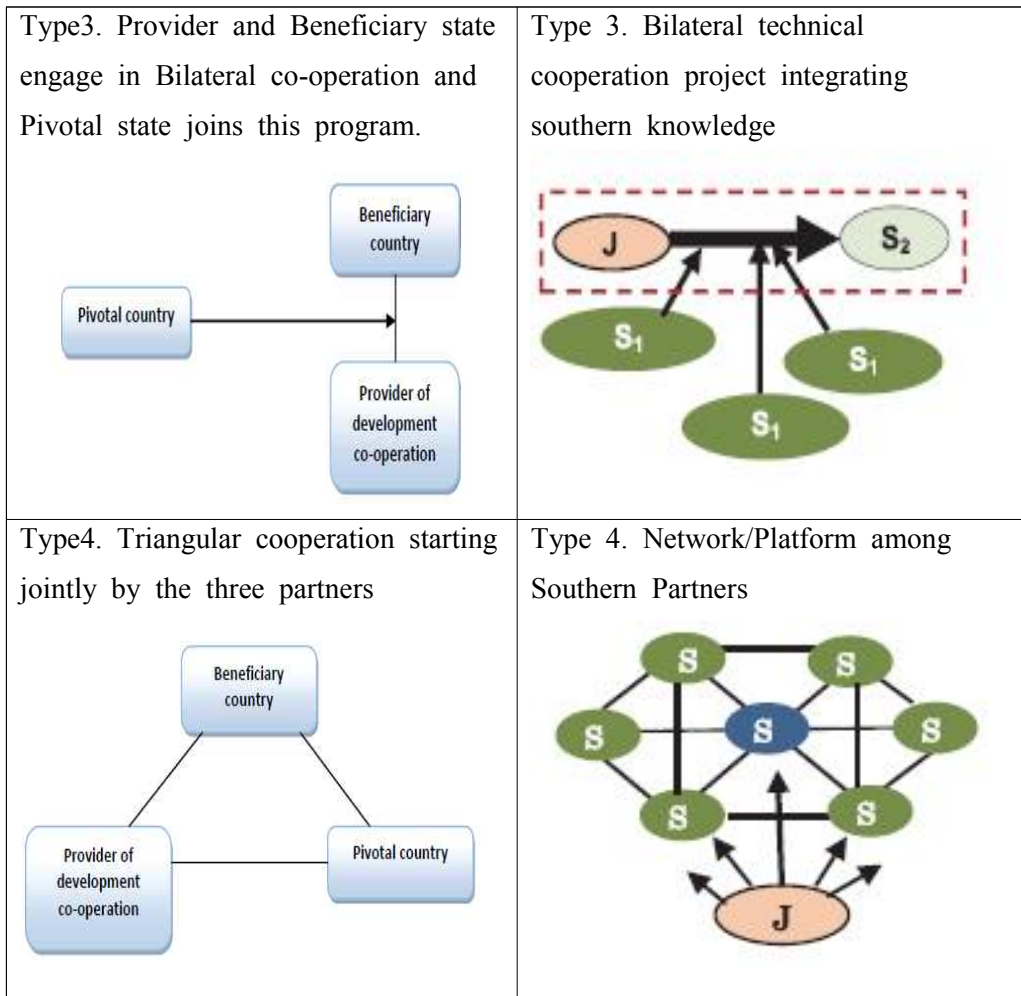 Type3. Provider and Beneficiary state
engage in Bilateral co-operation and
Pivotal state joins this program.
Beneficiary
country
Pivotal country
Provider of
development
co-operation
Type 3. Bilateral technical
cooperation project integrating
southern knowledge
J
S₂
S₁
S₁
S₁
Type4. Triangular cooperation starting
jointly by the three partners
Beneficiary
country
Provider of
development
co-operation
Pivotal country
Type 4. Network/Platform among
Southern Partners
S S
S S S
S S
J